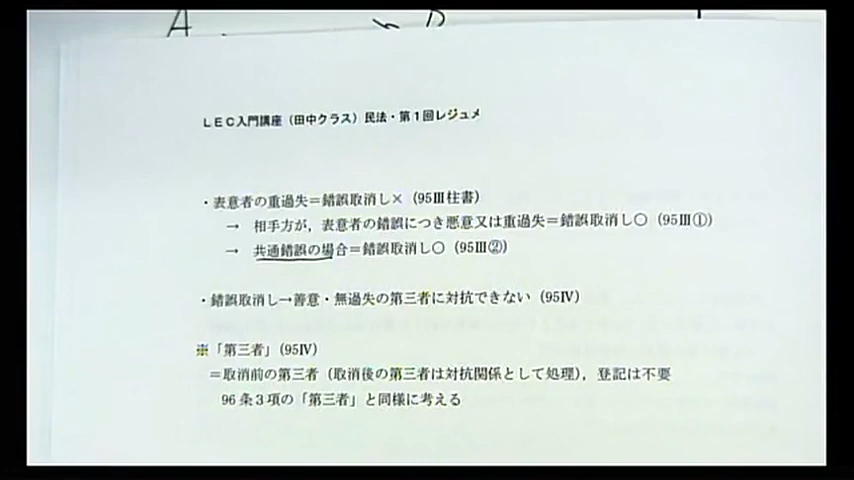 A
LEC入門講座（田中クラス）民法・第1回レジュメ
・表意者の重過失＝錯誤取消し×（95Ⅲ柱書）
→ 相手方が，表意者の錯誤につき悪意又は重過失＝錯誤取消し〇（95Ⅲ①）
→ 共通錯誤の場合＝錯誤取消し〇（95Ⅲ②）
・錯誤取消し→善意・無過失の第三者に対抗できない（95Ⅳ）
※「第三者」（95Ⅳ）
＝取消前の第三者（取消後の第三者は対抗関係として処理），登記は不要
96条3項の「第三者」と同様に考える